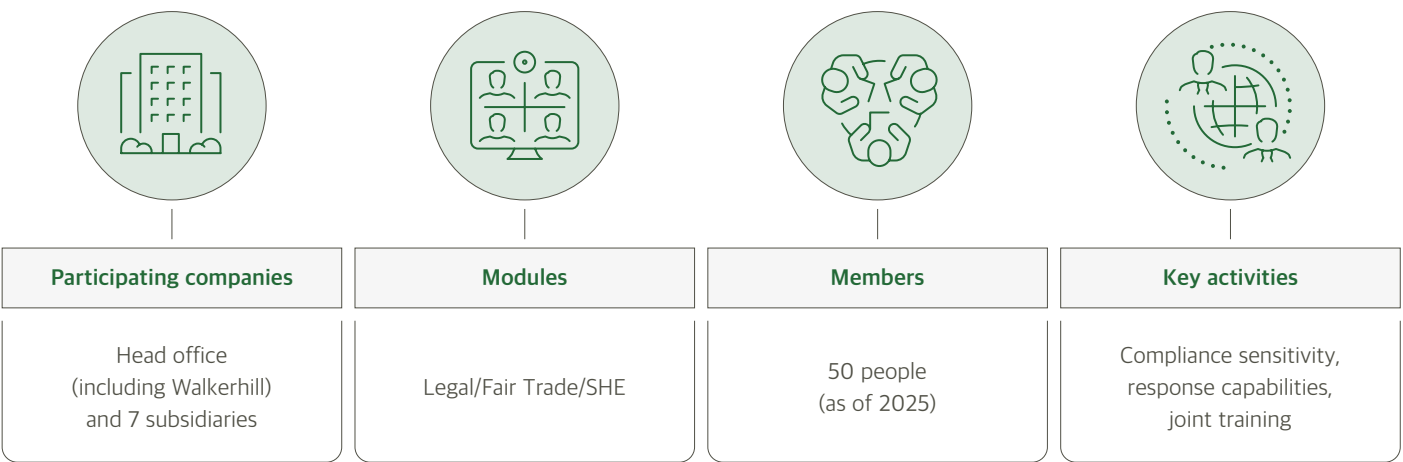 Participating companies
Head office
(including Walkerhill)
and 7 subsidiaries
Modules
Legal/Fair Trade/SHE
Members
50 people
(as of 2025)
Key activities
Compliance sensitivity,
response capabilities,
joint training